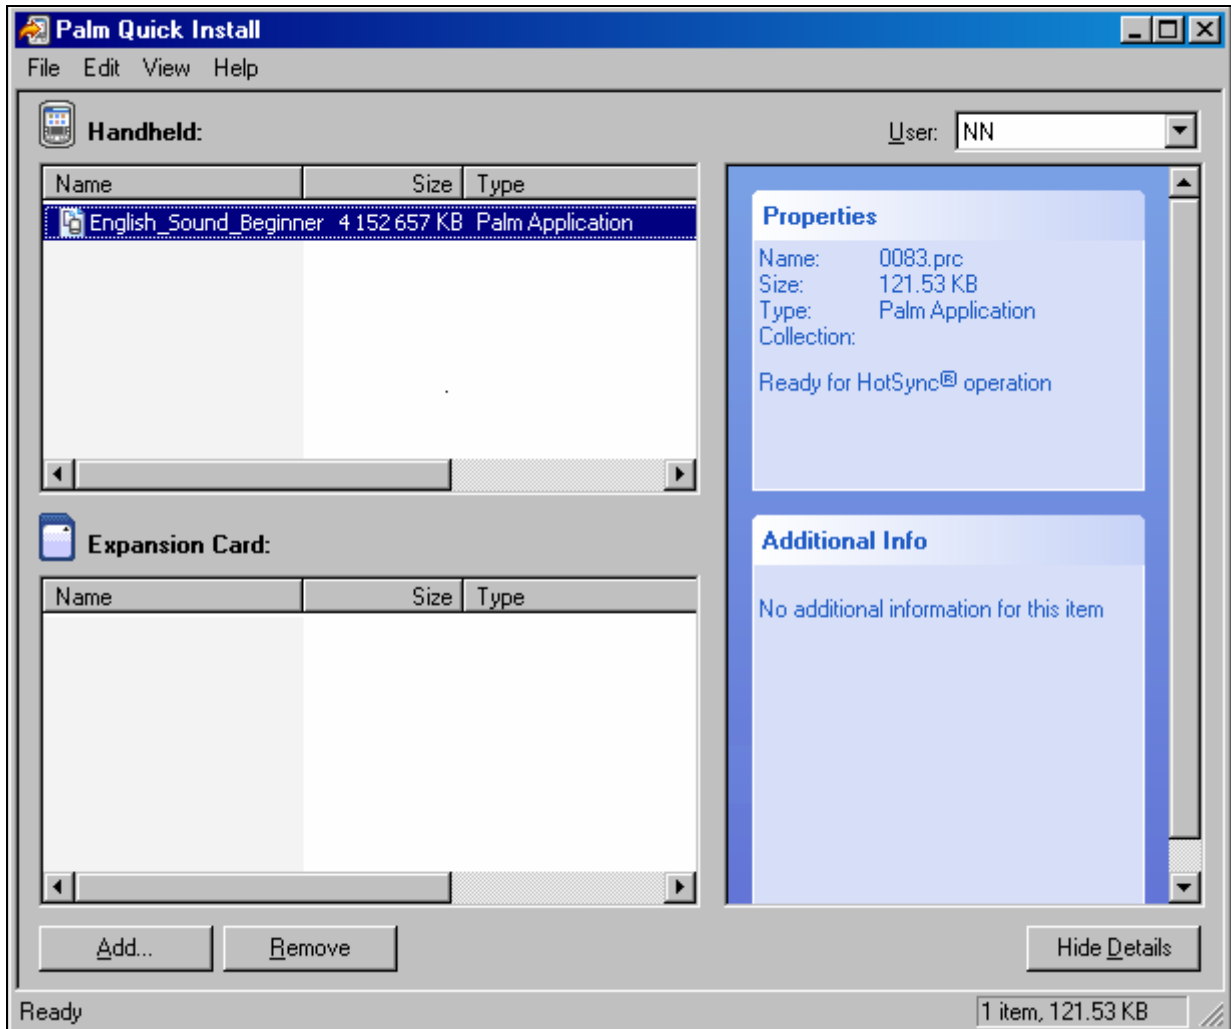 Palm Quick Install
File Edit View Help
Handheld:
User: NN
Name Size Type
English_Sound_Beginner 4 152 657 KB Palm Application
Properties
Name: 0083.prc
Size: 121.53 KB
Type: Palm Application
Collection:
Ready for HotSync® operation
Expansion Card:
Name Size Type
Additional Info
No additional information for this item
Add... Remove
Hide Details
Ready
1 item, 121.53 KB